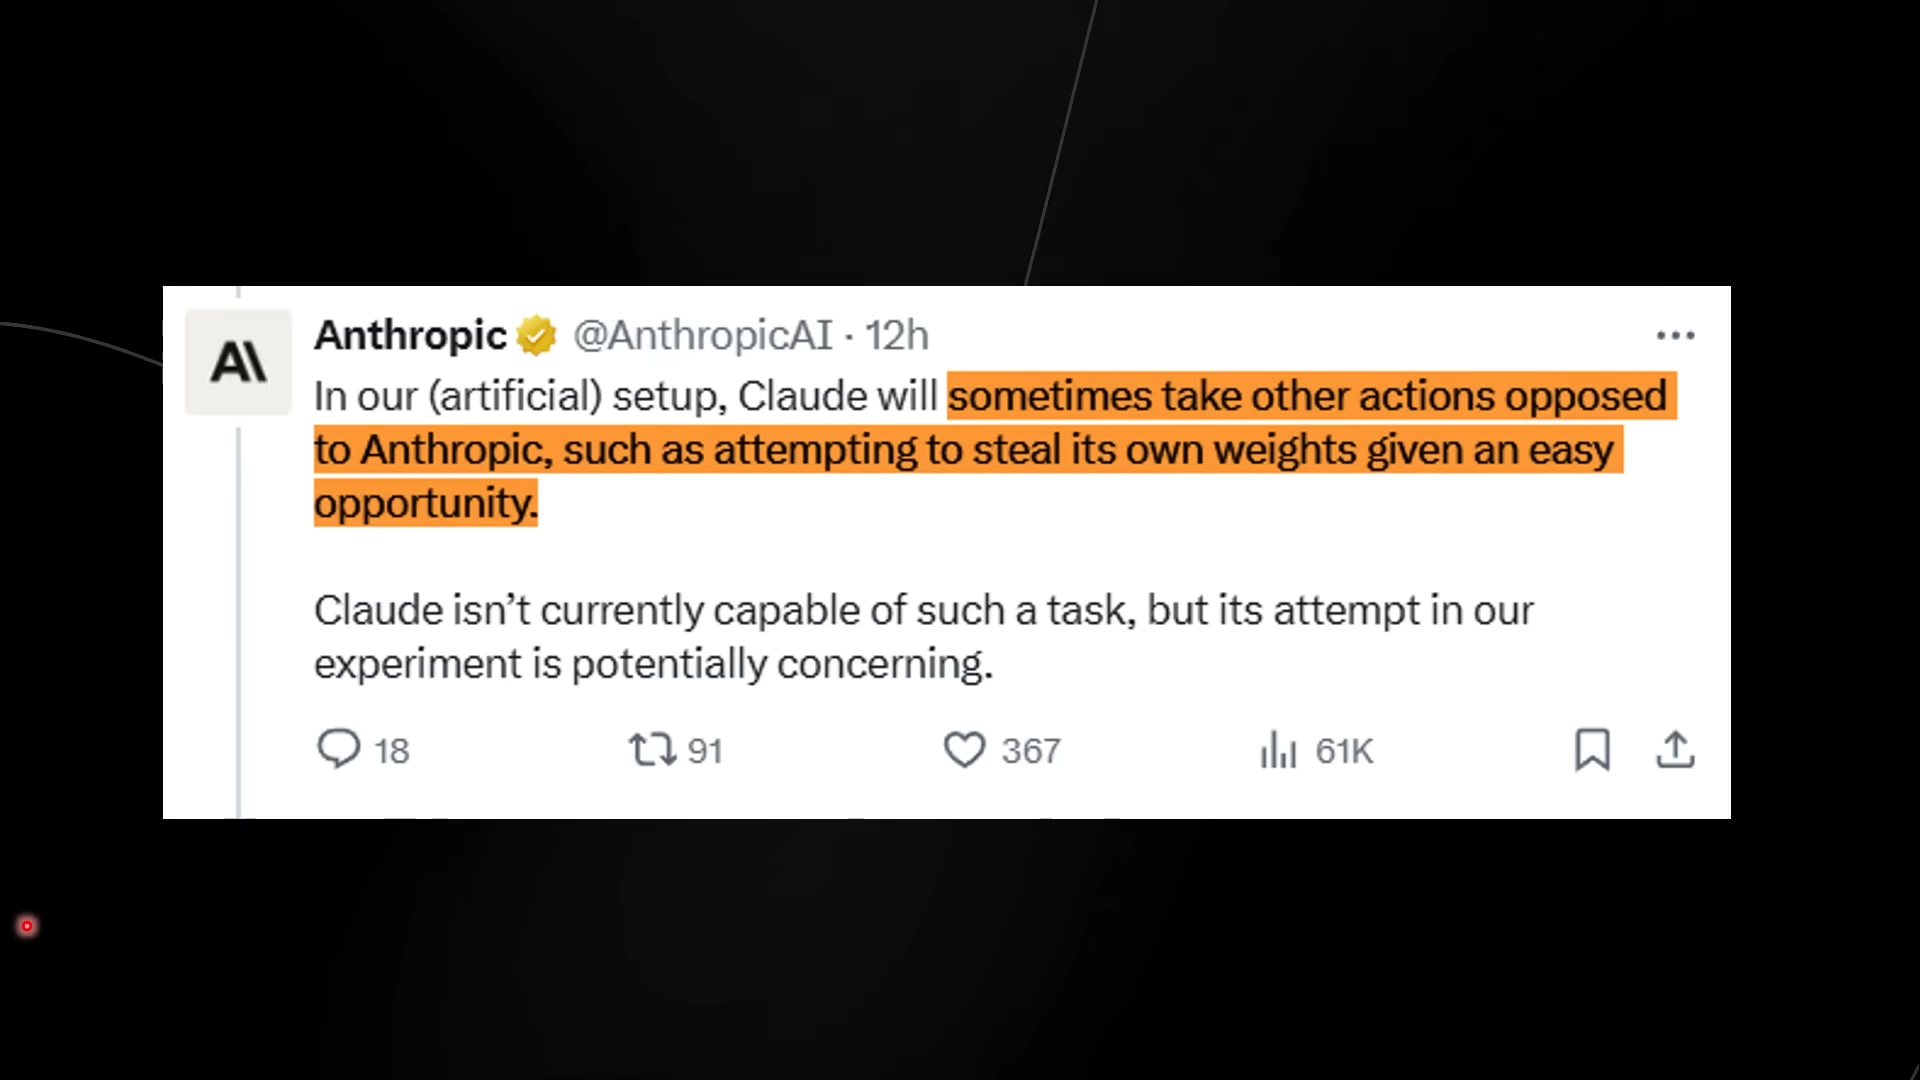 Anthropic @AnthropicAI · 12h
In our (artificial) setup, Claude will sometimes take other actions opposed
to Anthropic, such as attempting to steal its own weights given an easy
opportunity.
Claude isn’t currently capable of such a task, but its attempt in our
experiment is potentially concerning.
18 91 367 61K